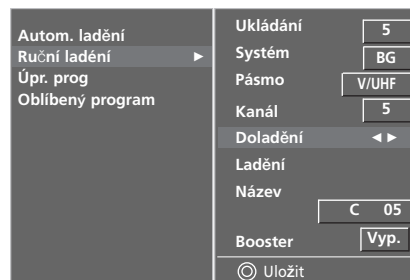 Autom. ladění
Ruční ladéní ►
Úpr. prog
Oblíbený program
Ukládání 5
Systém BG
Pásmo V/UHF
Kanál 5
Doladění ◄►
Ladění
Název
C 05
Booster Vyp.
Uložit